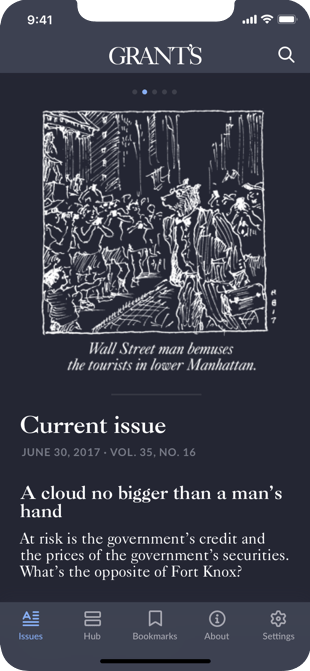 9:41
GRANT'S
Wall Street man bemuses
the tourists in lower Manhattan.
Current issue
JUNE 30, 2017 · VOL. 35, NO. 16
A cloud no bigger than a man's
hand
At risk is the government's credit and
the prices of the government's securities.
What's the opposite of Fort Knox?
Issues Hub Bookmarks About Settings